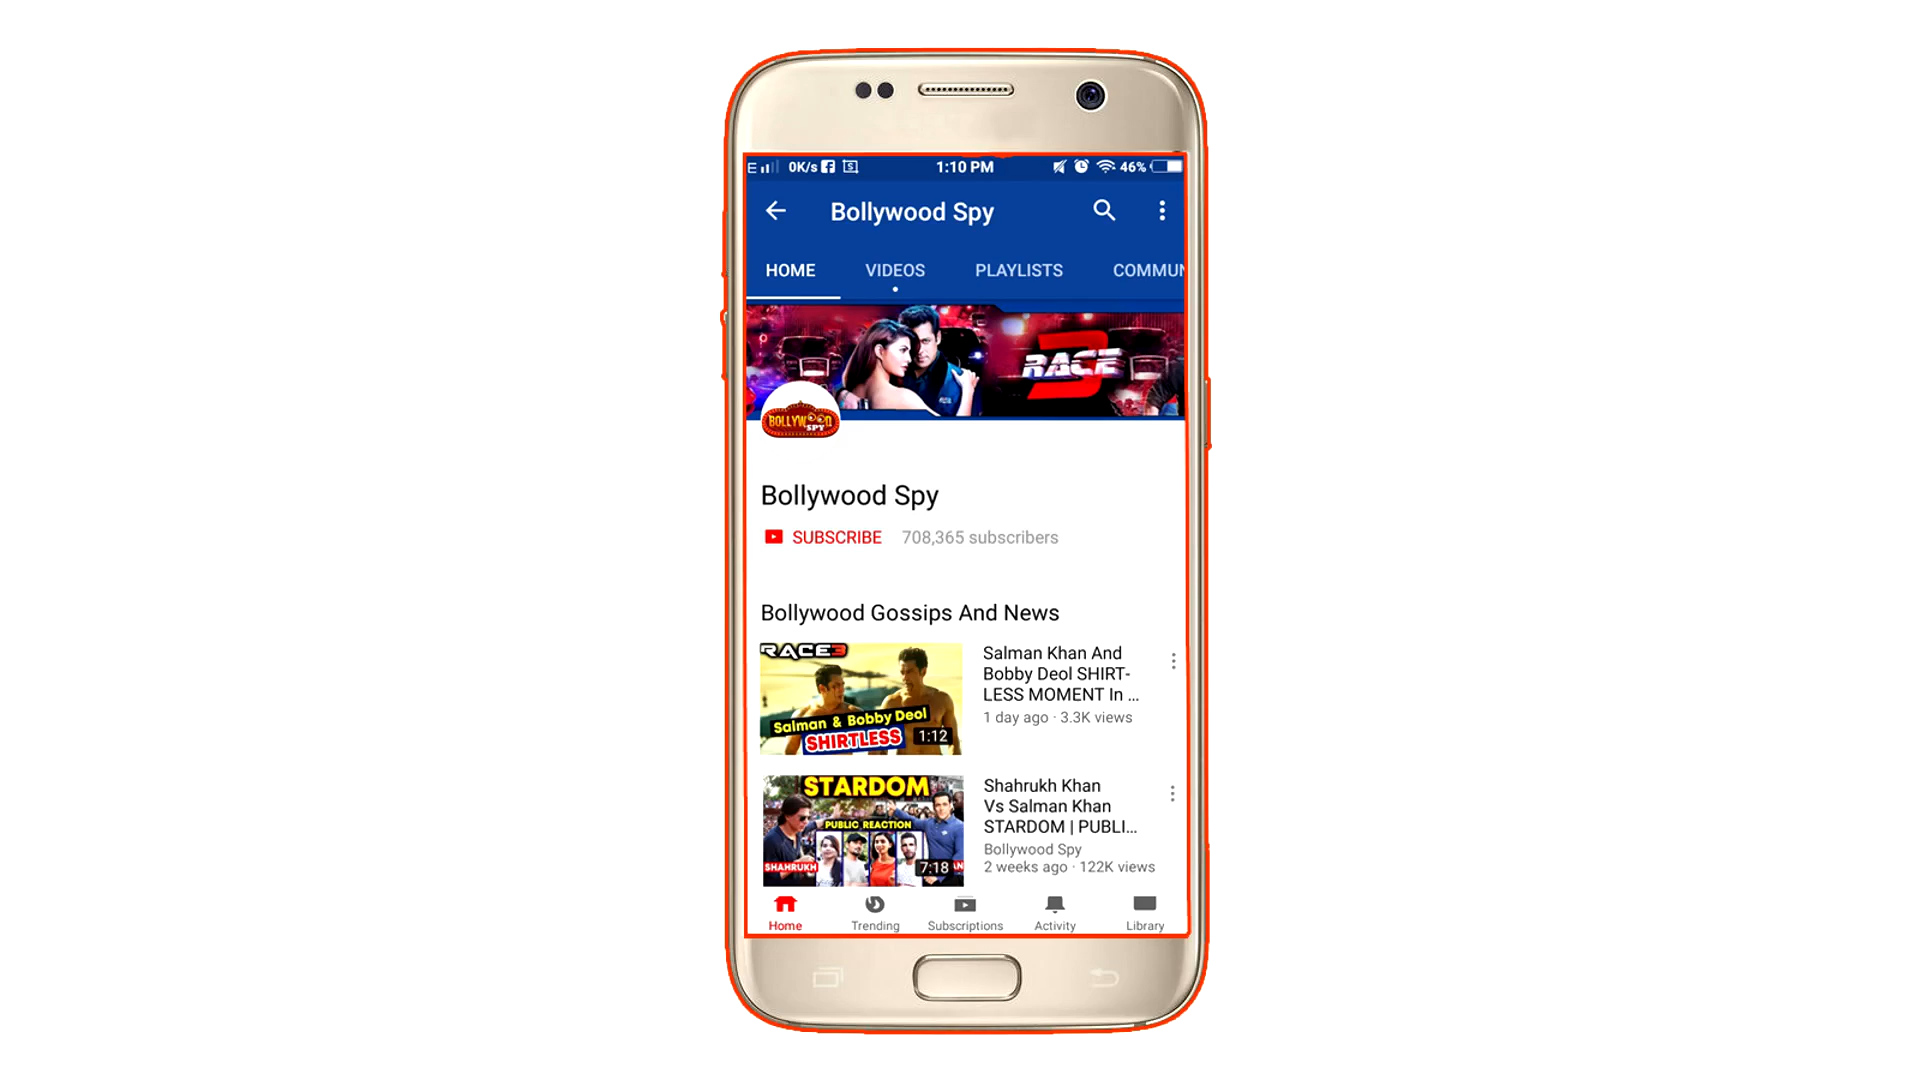 E 0K/s 1:10 PM 46%
Bollywood Spy
HOME VIDEOS PLAYLISTS COMMUN
RACE 3
BOLLYWOOD
SPY
Bollywood Spy
SUBSCRIBE 708,365 subscribers
Bollywood Gossips And News
RACE3
Salman & Bobby Deol
SHIRTLESS
1:12
Salman Khan And
Bobby Deol SHIRT-
LESS MOMENT In ...
1 day ago · 3.3K views
STARDOM
PUBLIC REACTION
SHAHRUKH
7:18
Shahrukh Khan
Vs Salman Khan
STARDOM | PUBLI...
Bollywood Spy
2 weeks ago · 122K views
Home Trending Subscriptions Activity Library